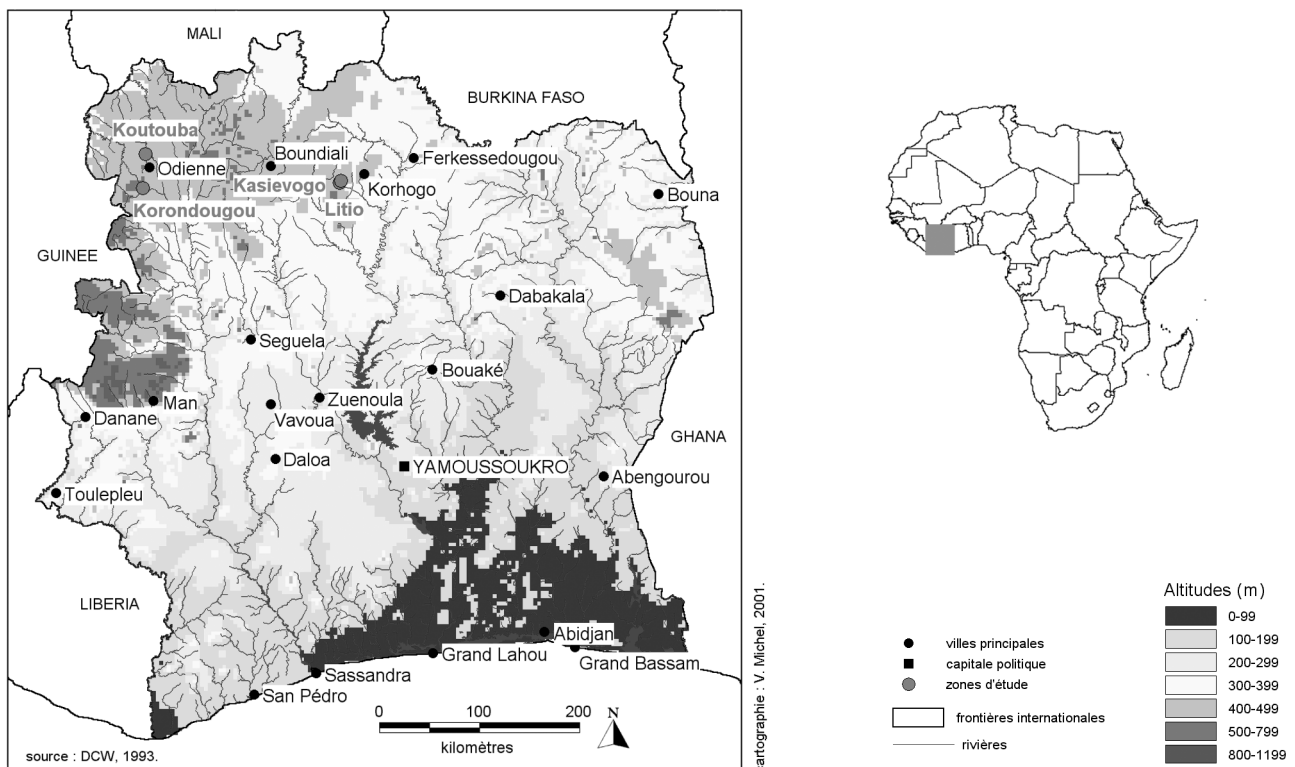 MALI
BURKINA FASO
Koutouba
Odienne
Boundiali
Ferkessedougou
Kasievogo
Korhogo
Bouna
Korondougou
Litio
GUINEE
Dabakala
Seguela
Bouaké
Zuenoula
Man
Vavoua
Danane
GHANA
Daloa
YAMOUSSOUKRO
Abengourou
Toulepleu
LIBERIA
Abidjan
Grand Lahou
Grand Bassam
Sassandra
San Pédro
0 100 200
kilomètres
N
source : DCW, 1993.
cartographie : V. Michel, 2001.
villes principales
capitale politique
zones d'étude
frontières internationales
rivières
Altitudes (m)
0-99
100-199
200-299
300-399
400-499
500-799
800-1199